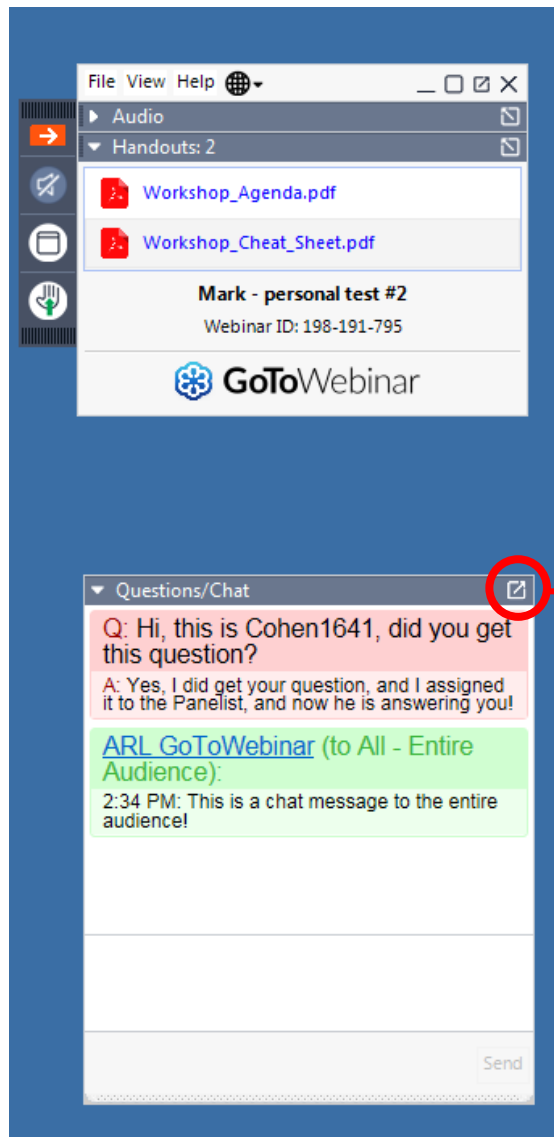 File View Help
Audio
Handouts: 2
Workshop_Agenda.pdf
Workshop_Cheat_Sheet.pdf
Mark - personal test #2
Webinar ID: 198-191-795
GoToWebinar
Questions/Chat
Q: Hi, this is Cohen1641, did you get
this question?
A: Yes, I did get your question, and I assigned
it to the Panelist, and now he is answering you!
ARL GoToWebinar (to All - Entire
Audience):
2:34 PM: This is a chat message to the entire
audience!
Send